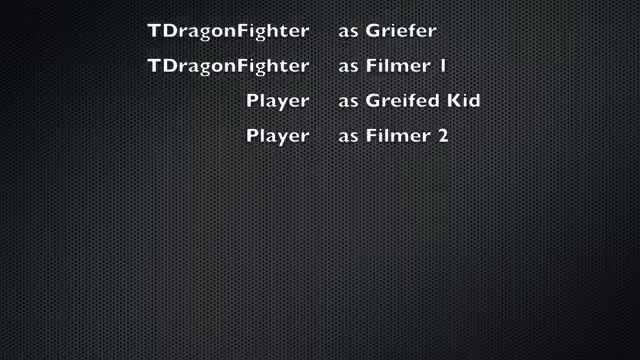 TDragonFighter as Griefer
TDragonFighter as Filmer 1
Player as Greifed Kid
Player as Filmer 2